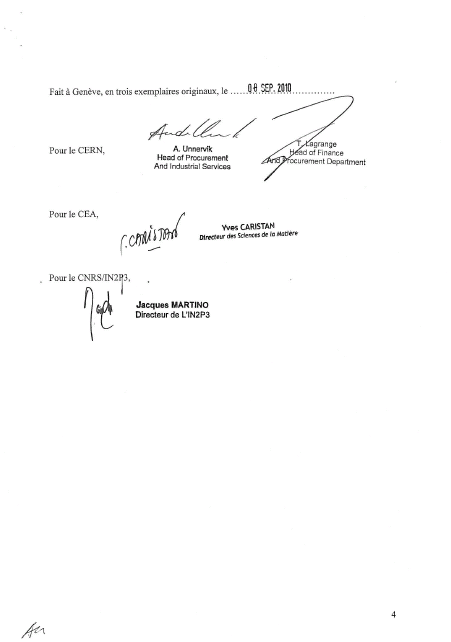 Fait à Genève, en trois exemplaires originaux, le ...... 08 SEP. 2010 ...............
Pour le CERN,
A. Unnervik
Head of Procurement
And Industrial Services
T. Lagrange
Head of Finance
And Procurement Department
Pour le CEA,
Y. CARISTAN
Yves CARISTAN
Directeur des Sciences de la Matière
Pour le CNRS/IN2P3,
Jacques MARTINO
Directeur de L'IN2P3
4